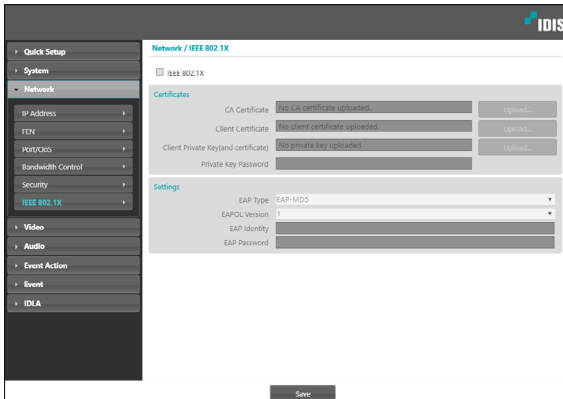 IDIS
Quick Setup
System
Network
IP Address
FEN
Port/QoS
Bandwidth Control
Security
IEEE 802.1X
Video
Audio
Event Action
Event
IDLA
Network / IEEE 802.1X
IEEE 802.1X
Certificates
CA Certificate No CA certificate uploaded. Upload...
Client Certificate No client certificate uploaded. Upload...
Client Private Key(and certificate) No private key uploaded. Upload...
Private Key Password
Settings
EAP Type EAP-MD5
EAPOL Version 1
EAP Identity
EAP Password
Save